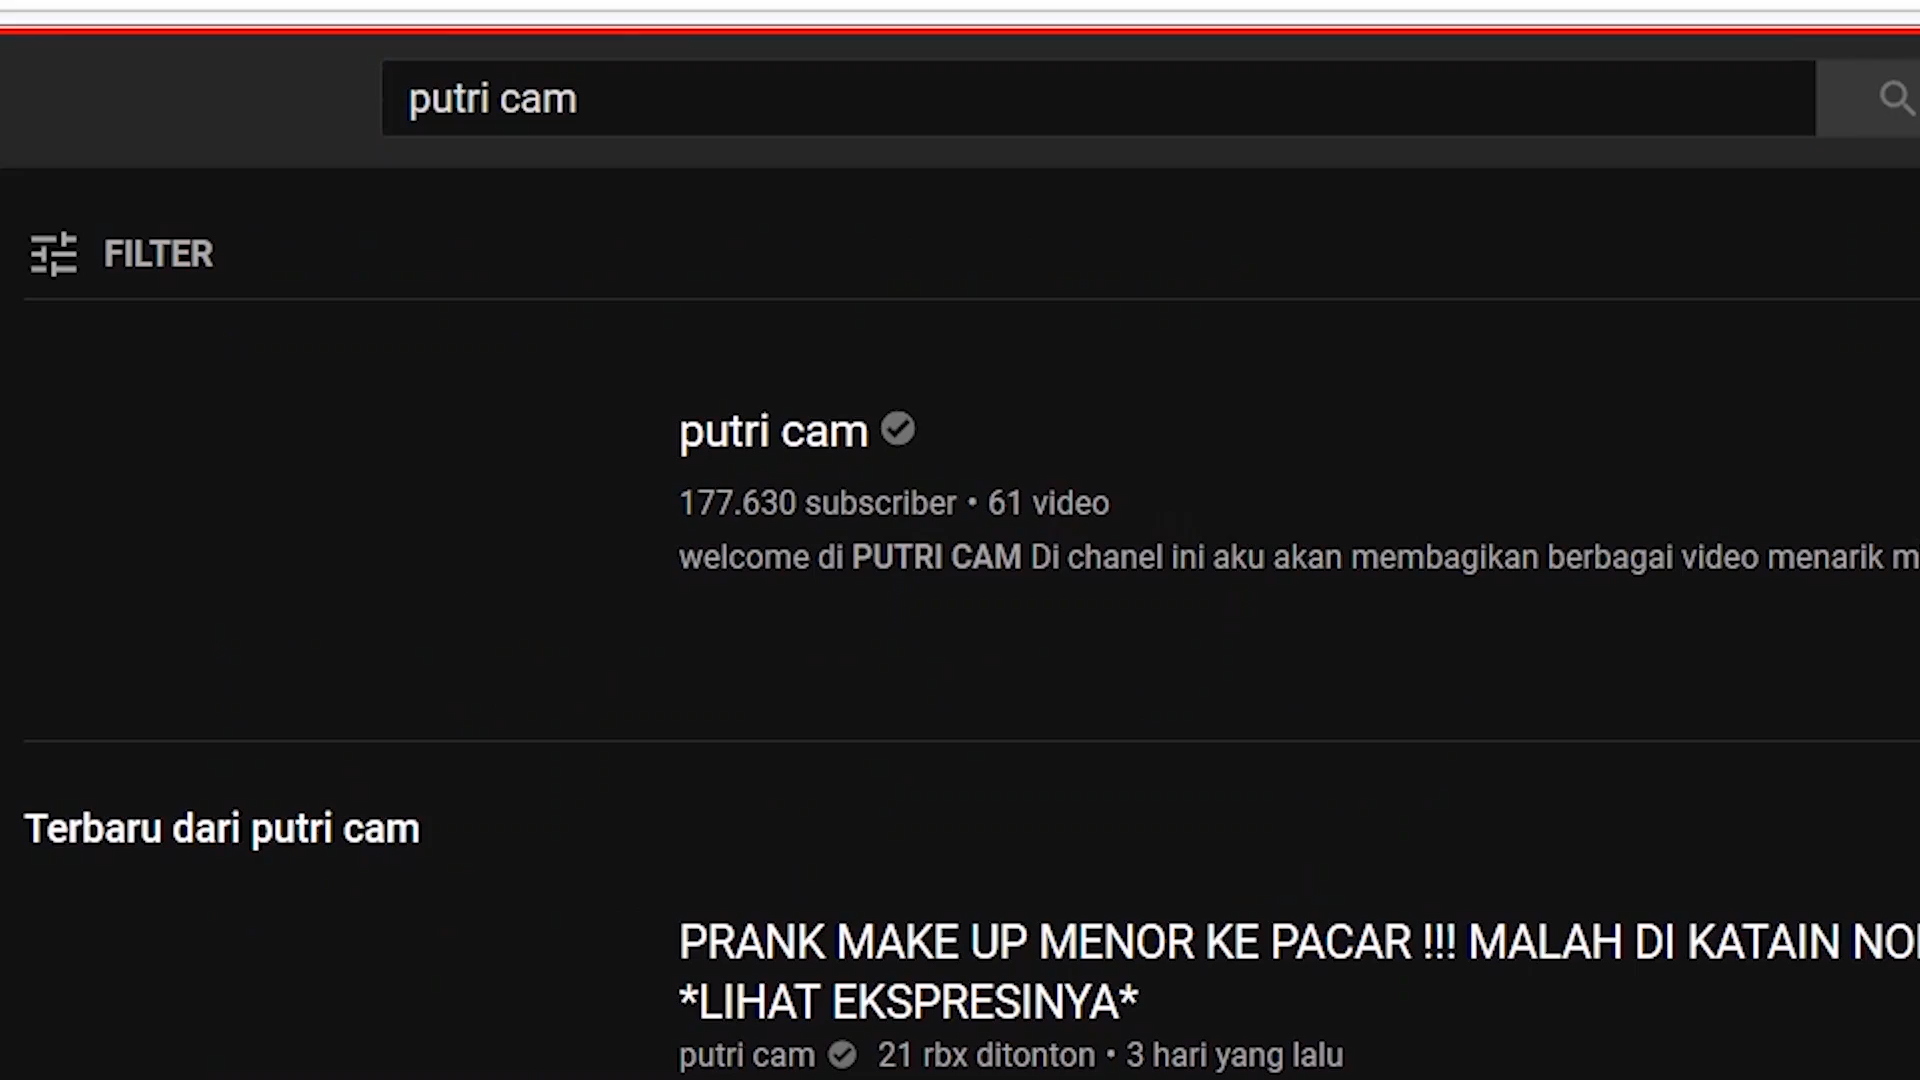 putri cam
FILTER
putri cam
177.630 subscriber • 61 video
welcome di PUTRI CAM Di chanel ini aku akan membagikan berbagai video menarik
Terbaru dari putri cam
PRANK MAKE UP MENOR KE PACAR !!! MALAH DI KATAIN
*LIHAT EKSPRESINYA*
putri cam 21 rbx ditonton • 3 hari yang lalu